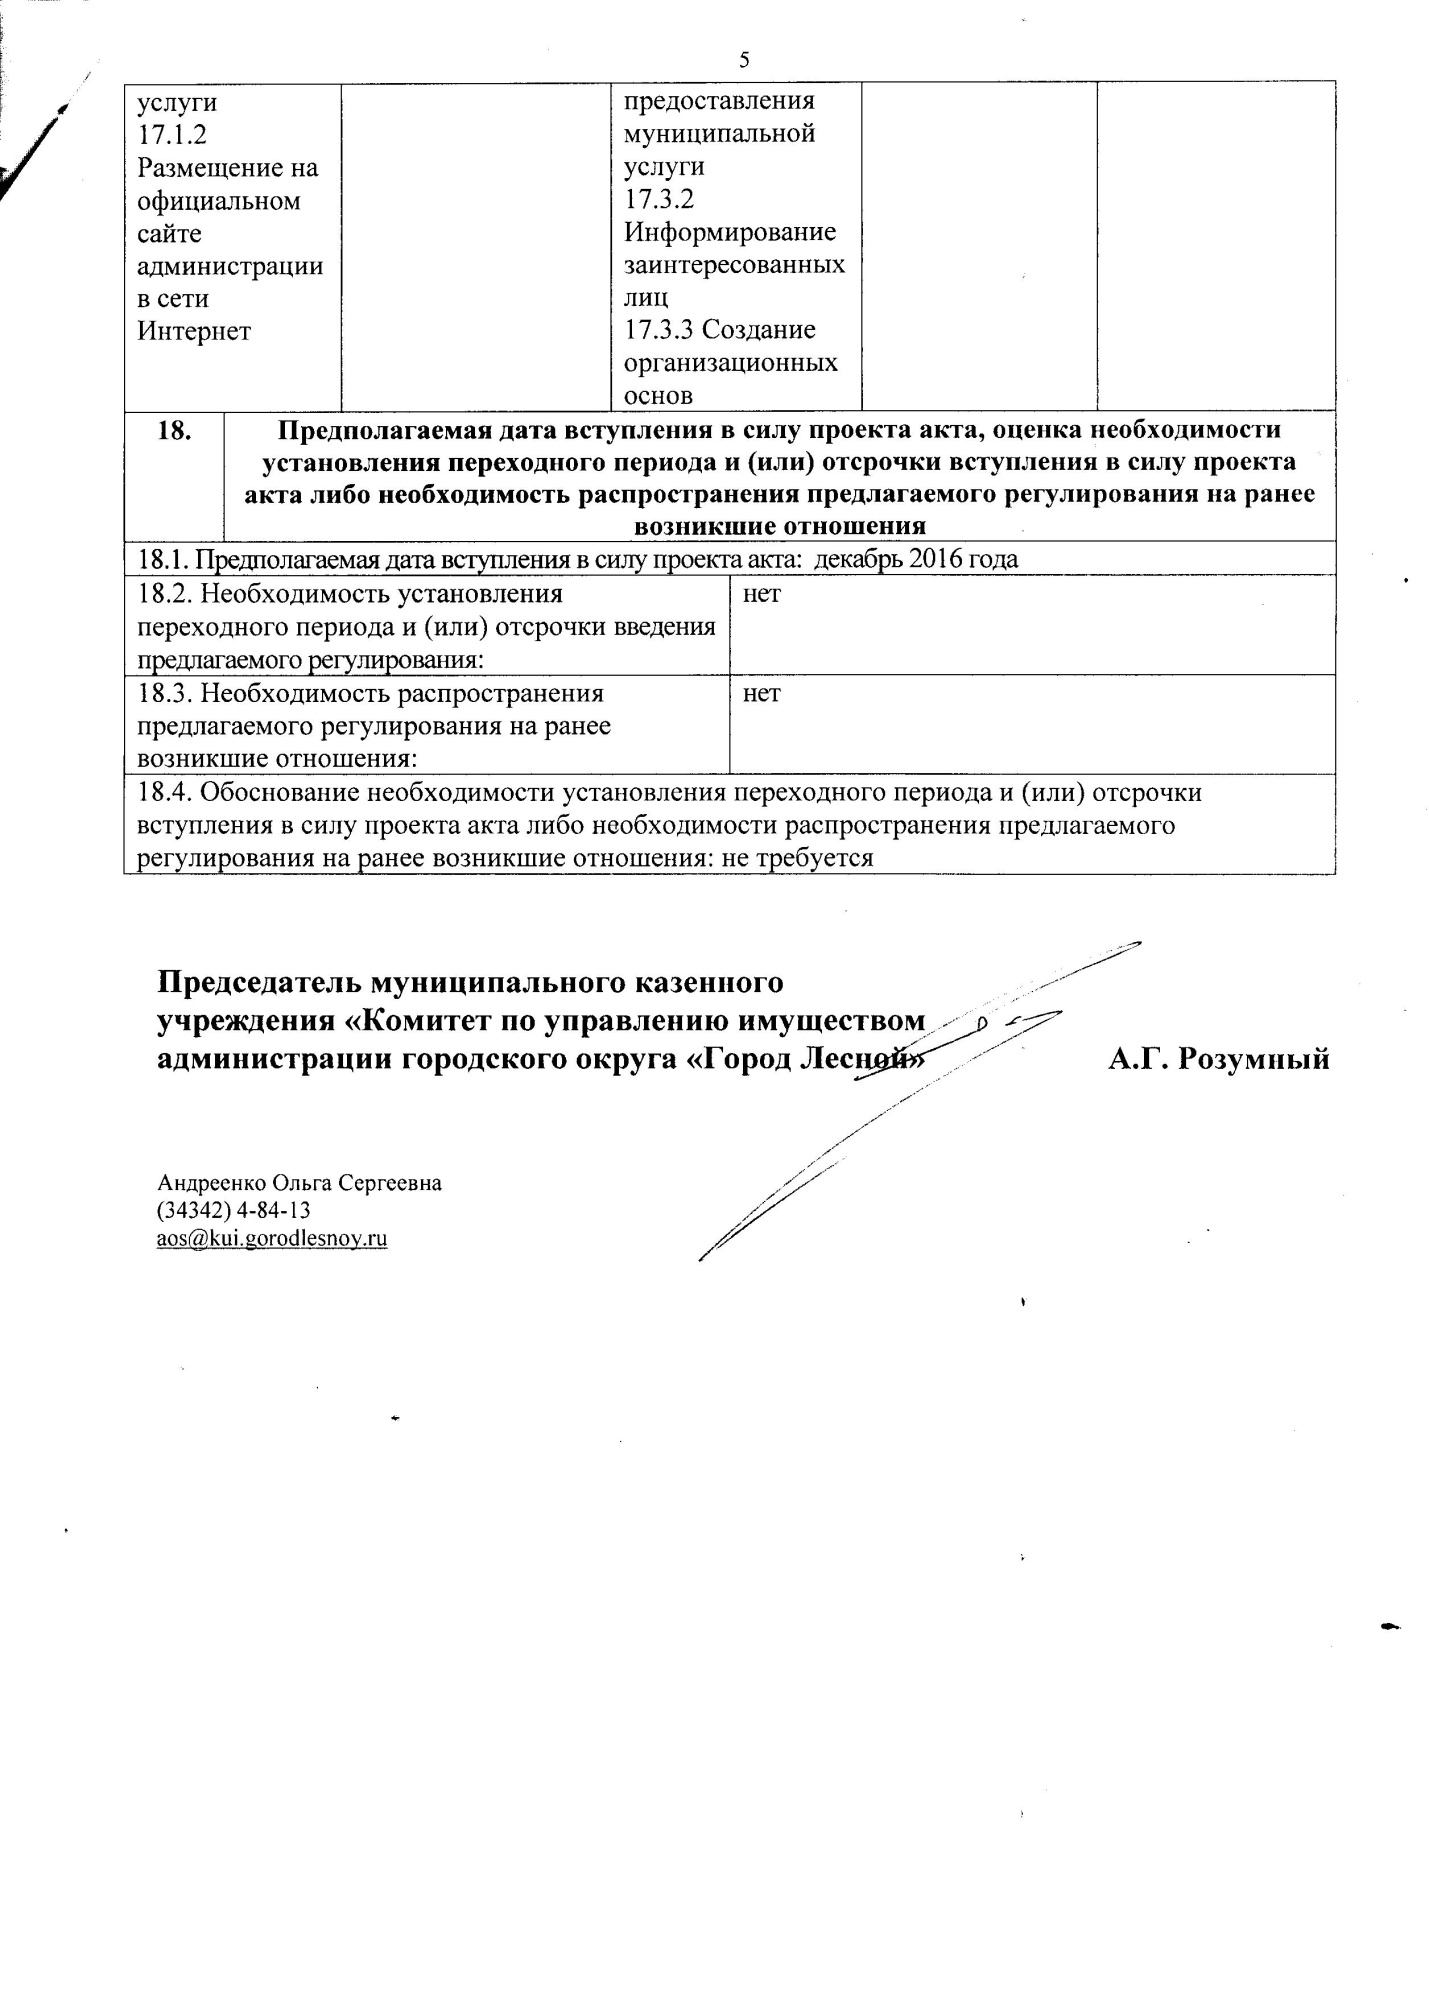 5
услуги
17.1.2
Размещение на
официальном
сайте
администрации
в сети
Интернет
предоставления
муниципальной
услуги
17.3.2
Информирование
заинтересованных
лиц
17.3.3 Создание
организационных
основ
18.
Предполагаемая дата вступления в силу проекта акта, оценка необходимости
установления переходного периода и (или) отсрочки вступления в силу проекта
акта либо необходимость распространения предлагаемого регулирования на ранее
возникшие отношения
18.1. Предполагаемая дата вступления в силу проекта акта: декабрь 2016 года
18.2. Необходимость установления
переходного периода и (или) отсрочки введения
предлагаемого регулирования:
нет
18.3. Необходимость распространения
предлагаемого регулирования на ранее
возникшие отношения:
нет
18.4. Обоснование необходимости установления переходного периода и (или) отсрочки
вступления в силу проекта акта либо необходимости распространения предлагаемого
регулирования на ранее возникшие отношения: не требуется
Председатель муниципального казенного
учреждения «Комитет по управлению имуществом
администрации городского округа «Город Лесной» А.Г. Розумный
Андреенко Ольга Сергеевна
(34342) 4-84-13
aos@kui.gorodlesnoy.ru